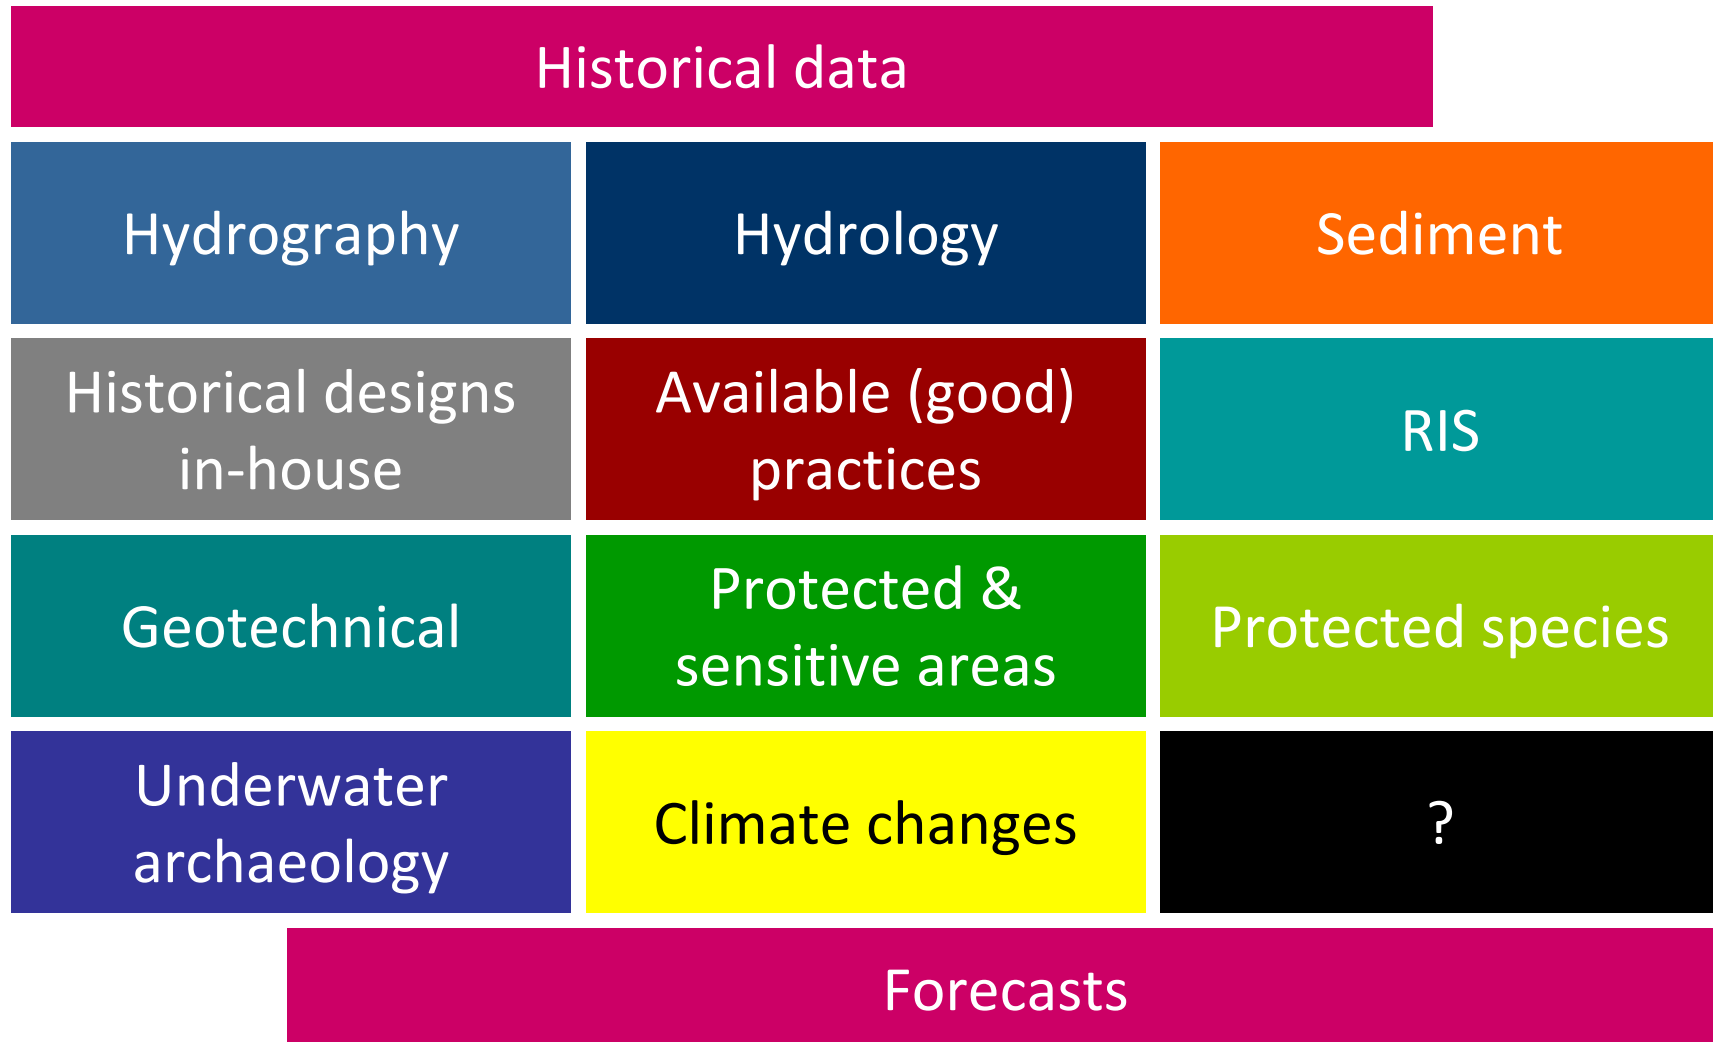 Historical data
Hydrography
Hydrology
Sediment
Historical designs
in-house
Available (good)
practices
RIS
Geotechnical
Protected &
sensitive areas
Protected species
Underwater
archaeology
Climate changes
?
Forecasts